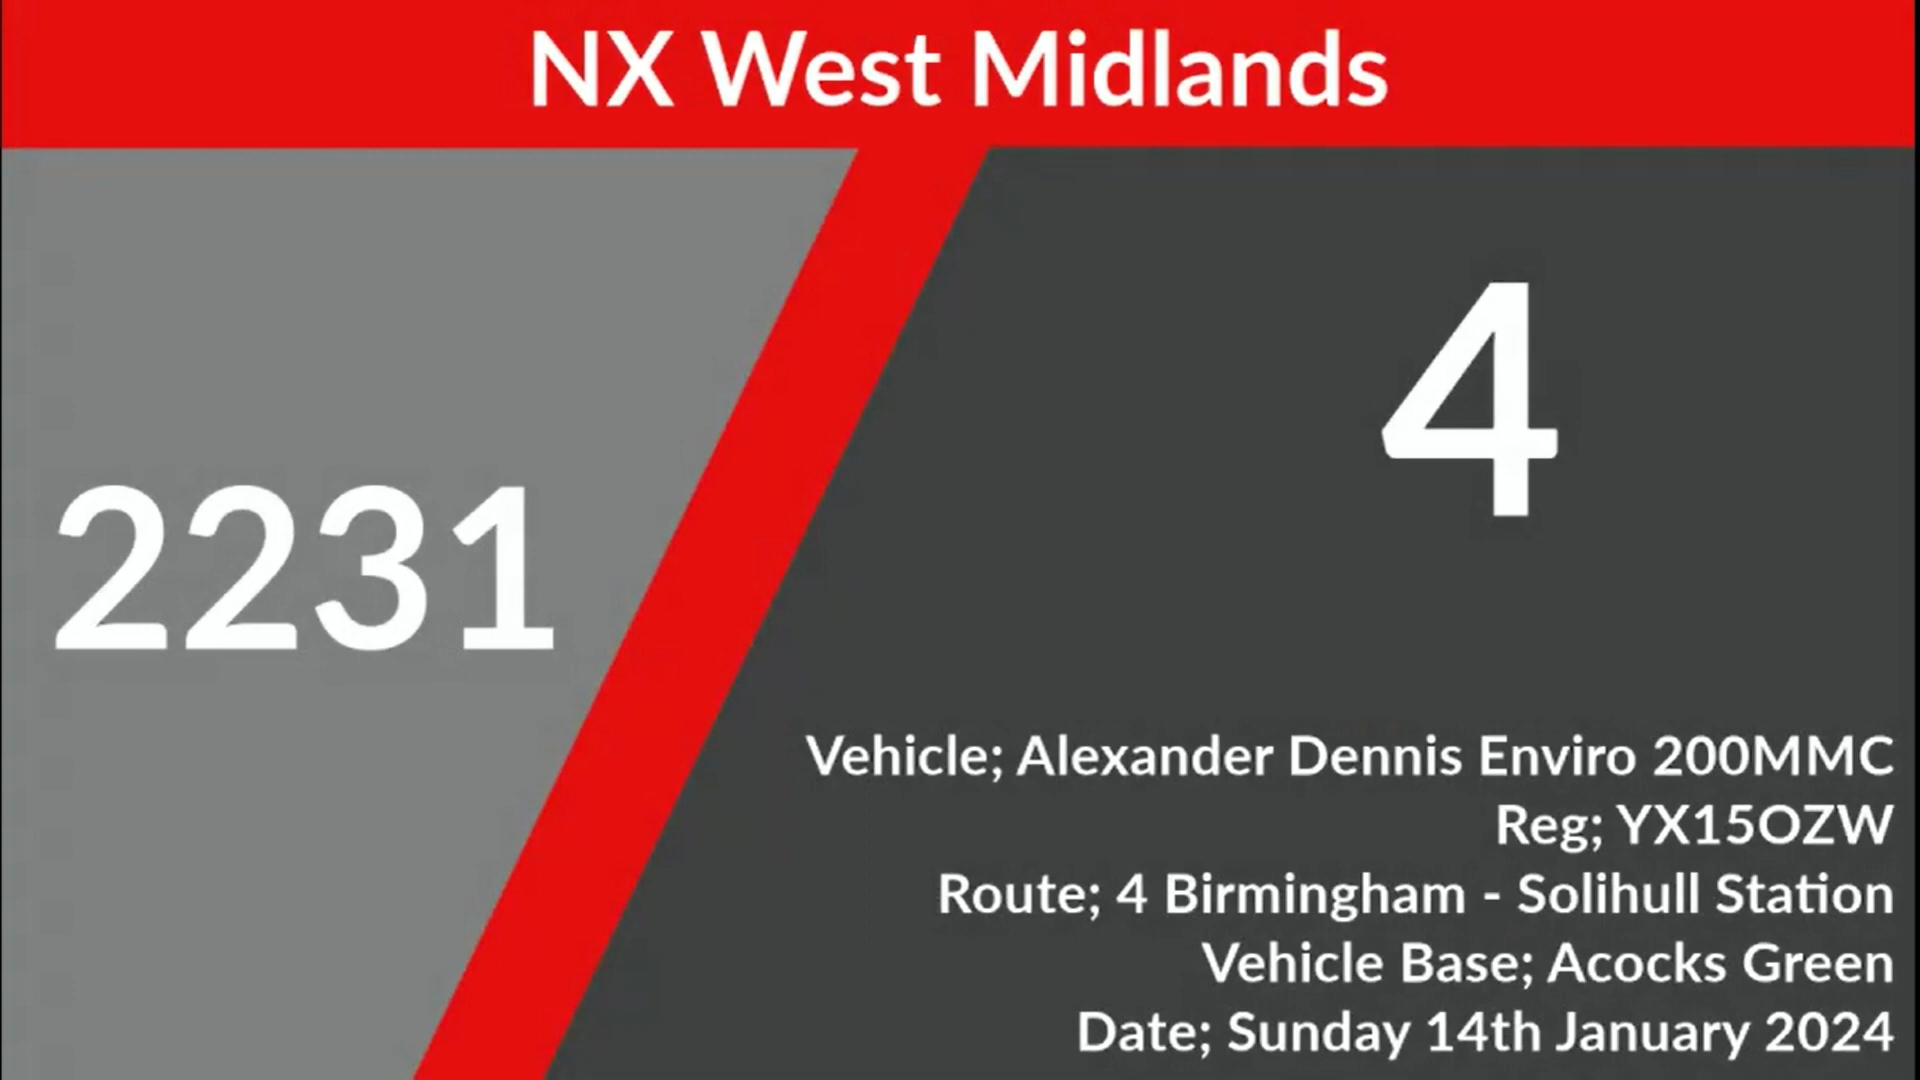 NX West Midlands
2231
4
Vehicle; Alexander Dennis Enviro 200MMC
Reg; YX15OZW
Route; 4 Birmingham - Solihull Station
Vehicle Base; Acocks Green
Date; Sunday 14th January 2024